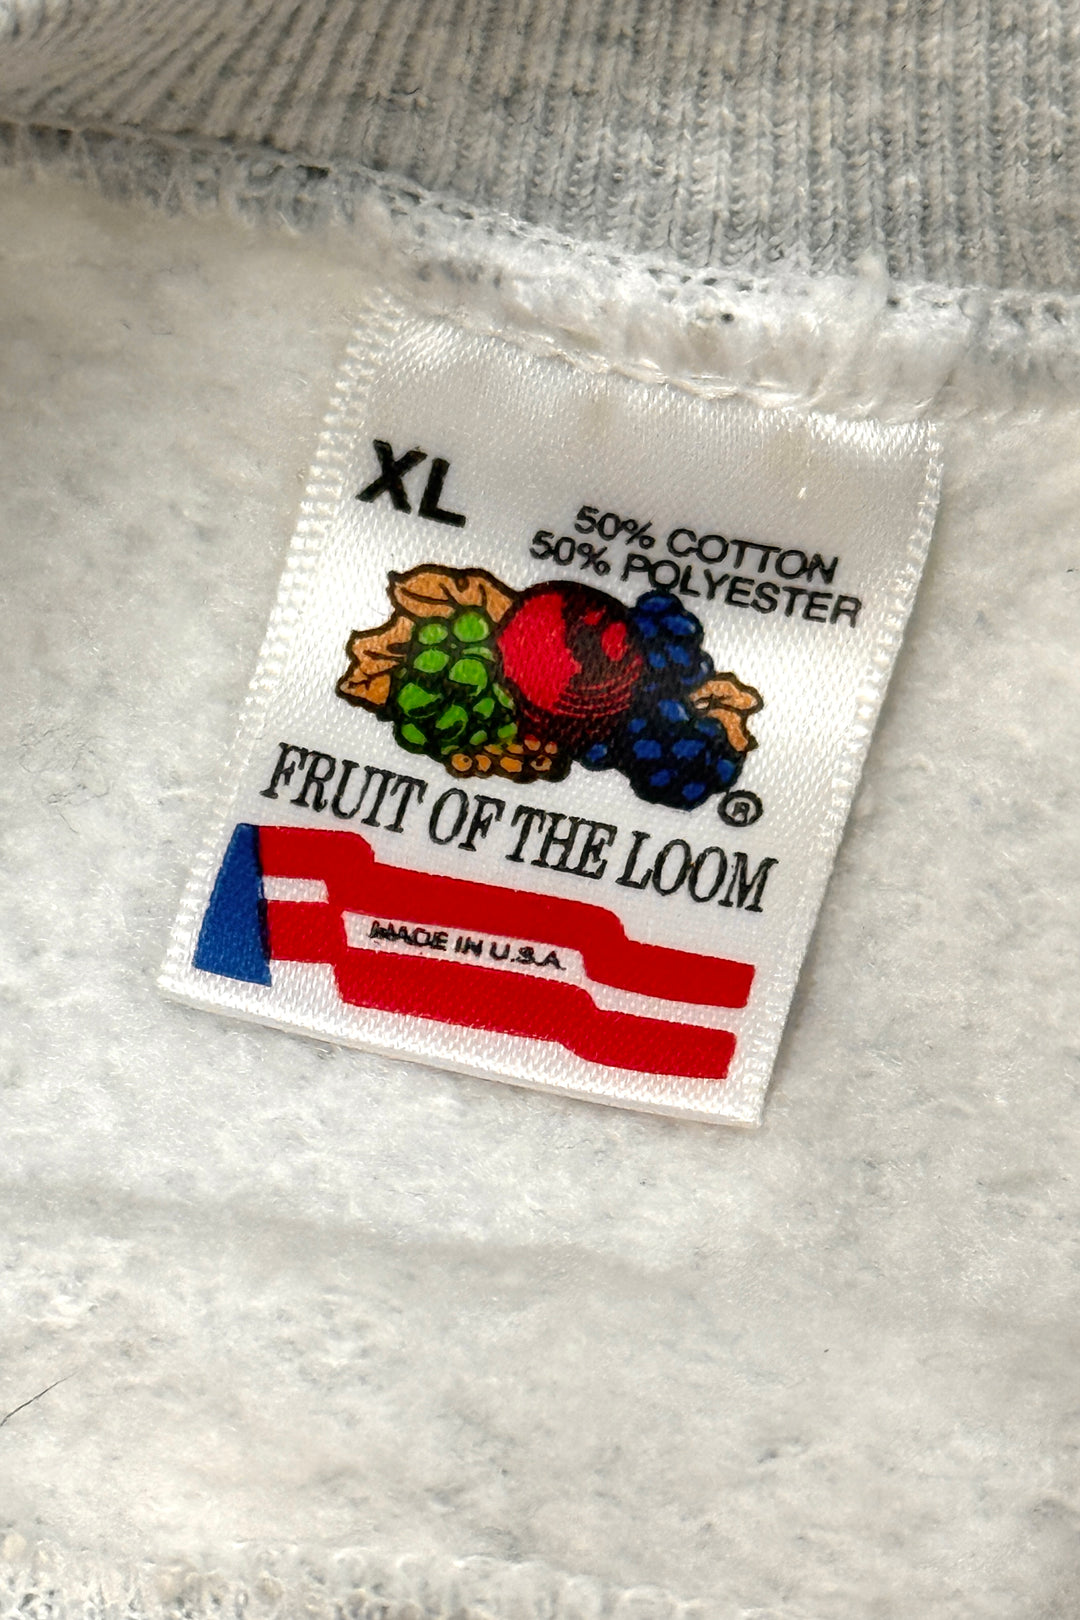 XL
50% COTTON
50% POLYESTER
®
FRUIT OF THE LOOM
MADE IN U.S.A.